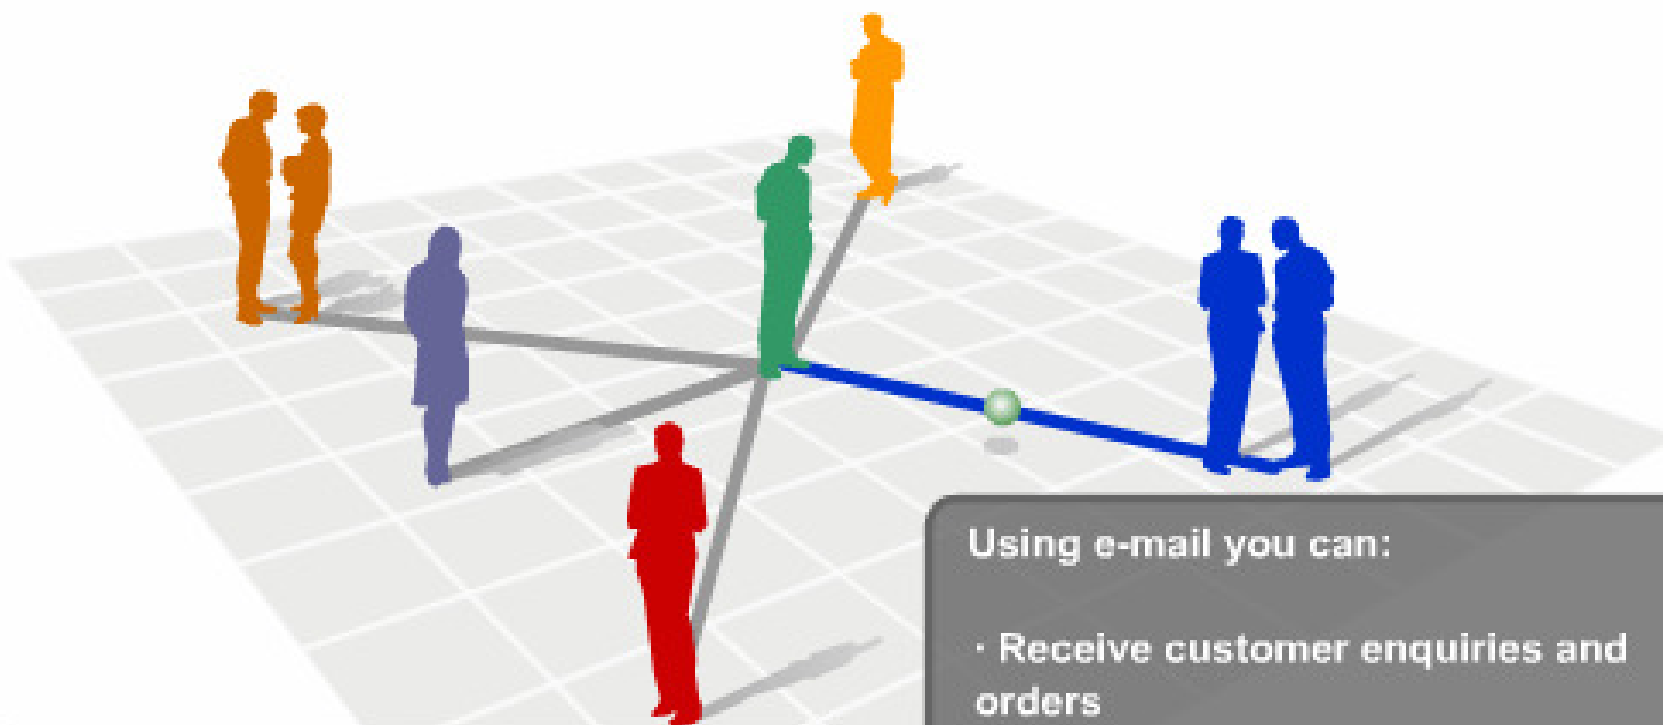 Using e-mail you can:
· Receive customer enquiries and
orders